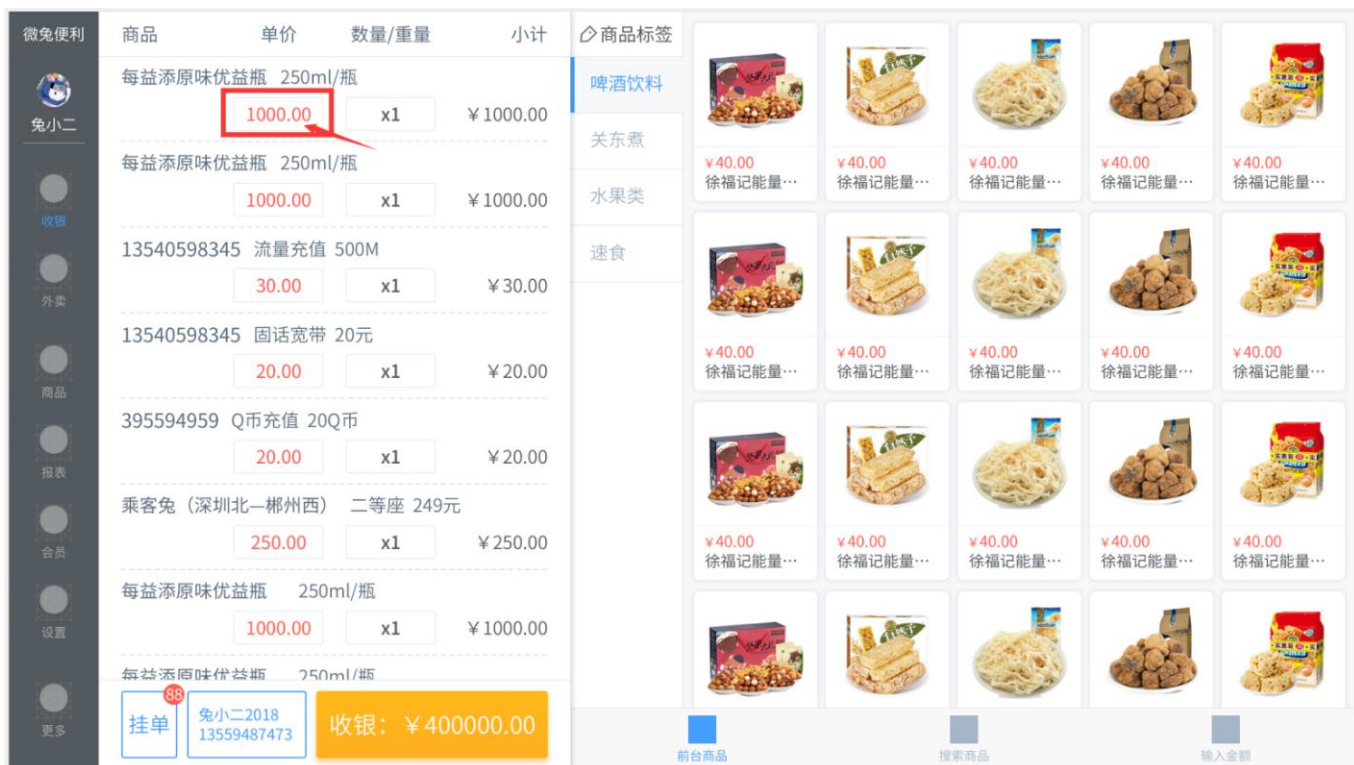 微兔便利
兔小二
收银
外卖
商品
报表
会员
设置
更多
商品 单价 数量/重量 小计
每益添原味优益瓶 250ml/瓶
1000.00 x1 ￥1000.00
每益添原味优益瓶 250ml/瓶
1000.00 x1 ￥1000.00
13540598345 流量充值 500M
30.00 x1 ￥30.00
13540598345 固话宽带 20元
20.00 x1 ￥20.00
395594959 Q币充值 20Q币
20.00 x1 ￥20.00
乘客兔（深圳北—郴州西） 二等座 249元
250.00 x1 ￥250.00
每益添原味优益瓶 250ml/瓶
1000.00 x1 ￥1000.00
每益添原味优益瓶 250ml/瓶
挂单 88
兔小二2018
13559487473
收银：￥400000.00
商品标签
啤酒饮料
关东煮
水果类
速食
￥40.00 ￥40.00 ￥40.00 ￥40.00 ￥40.00
徐福记能量… 徐福记能量… 徐福记能量… 徐福记能量… 徐福记能量…
￥40.00 ￥40.00 ￥40.00 ￥40.00 ￥40.00
徐福记能量… 徐福记能量… 徐福记能量… 徐福记能量… 徐福记能量…
￥40.00 ￥40.00 ￥40.00 ￥40.00 ￥40.00
徐福记能量… 徐福记能量… 徐福记能量… 徐福记能量… 徐福记能量…
前台商品 搜索商品 输入金额